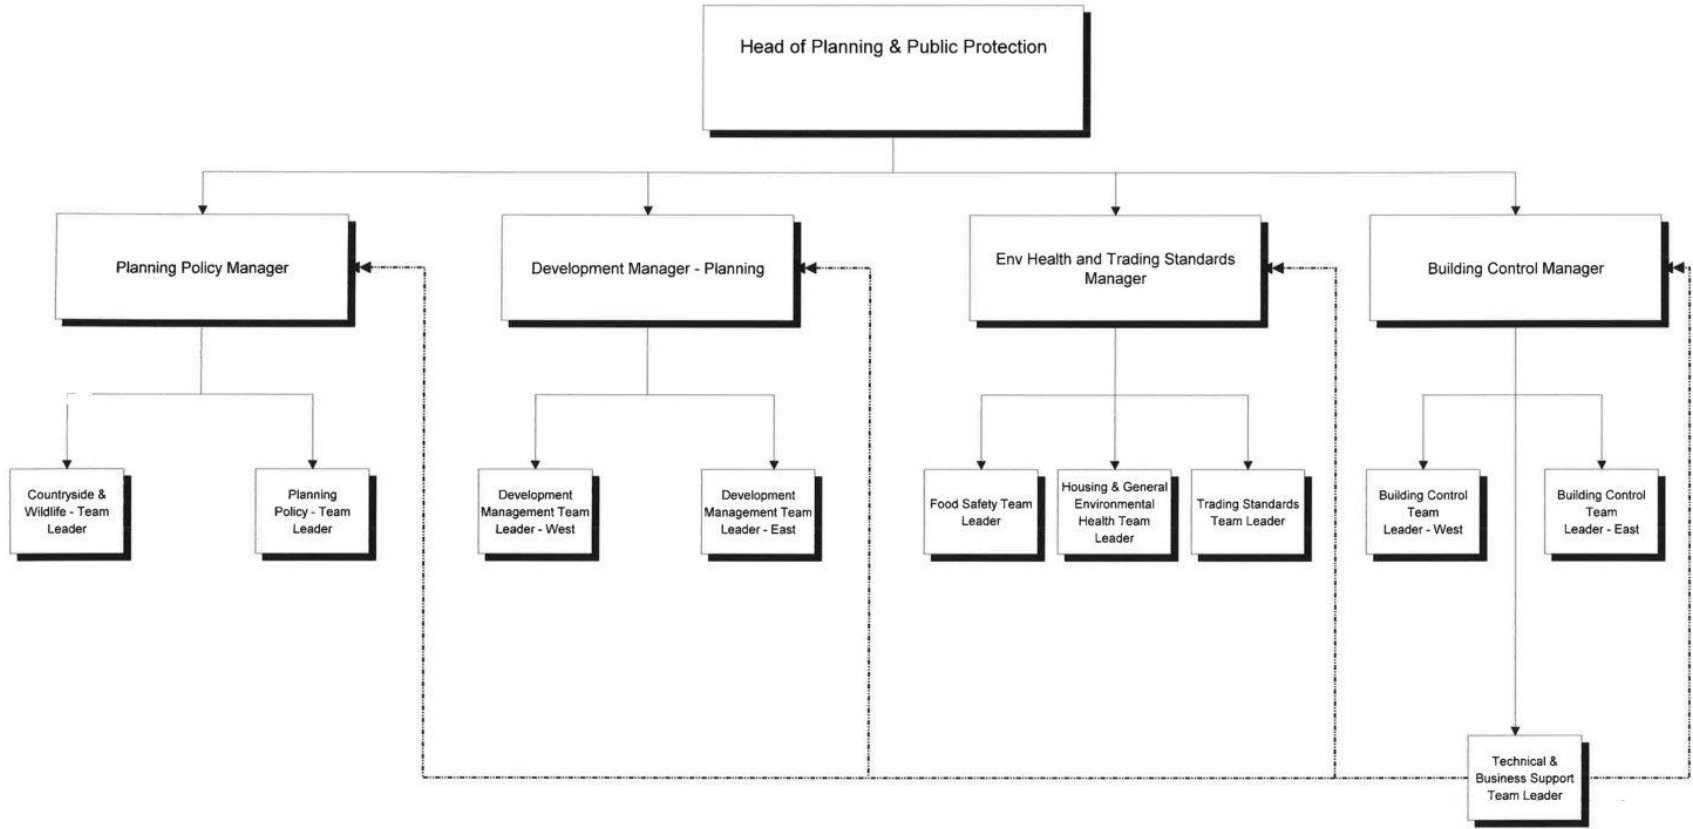 Head of Planning & Public Protection
Planning Policy Manager
Development Manager - Planning
Env Health and Trading Standards
Manager
Building Control Manager
Countryside &
Wildlife - Team
Leader
Planning
Policy - Team
Leader
Development
Management Team
Leader - West
Development
Management Team
Leader - East
Food Safety Team
Leader
Housing & General
Environmental
Health Team
Leader
Trading Standards
Team Leader
Building Control
Team
Leader - West
Building Control
Team
Leader - East
Technical &
Business Support
Team Leader